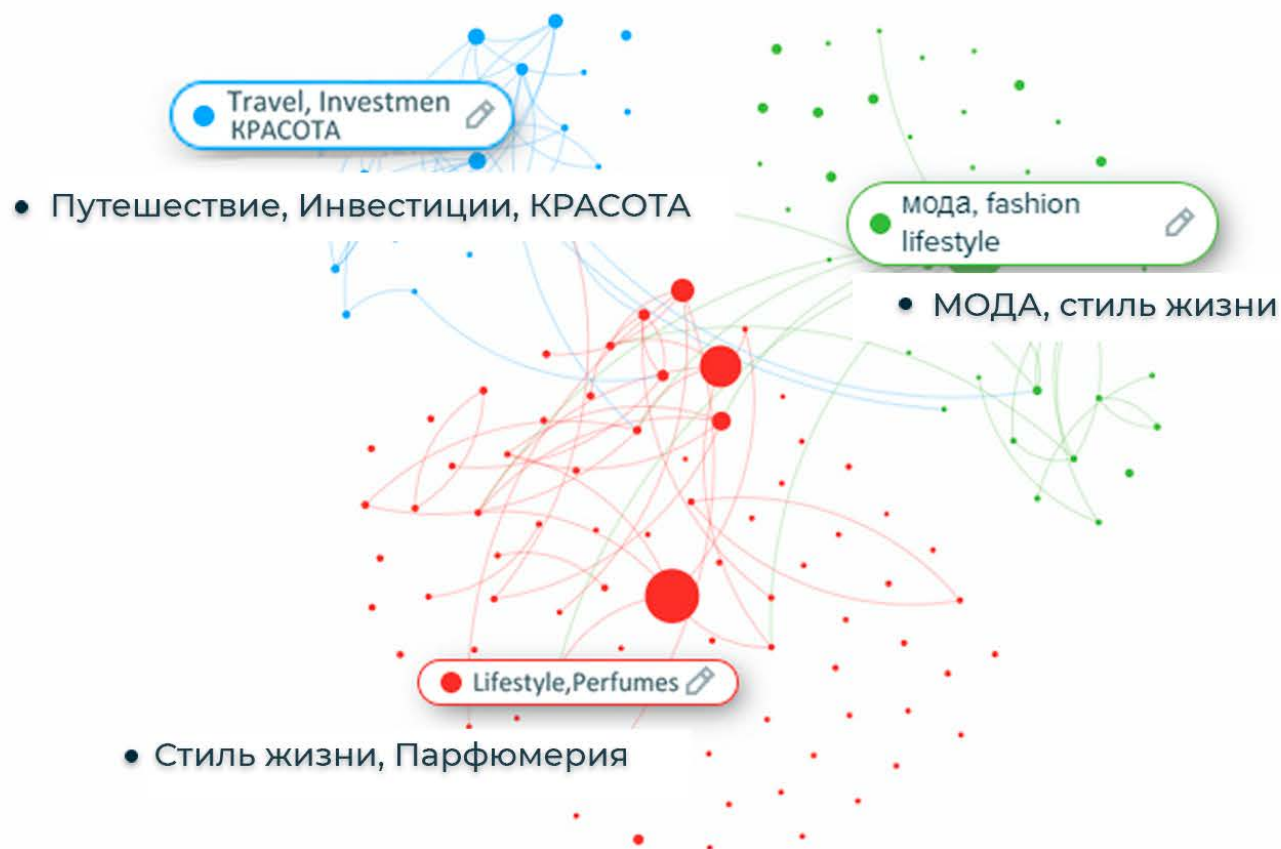 Travel, Investmen
КРАСОТА
• Путешествие, Инвестиции, КРАСОТА
мода, fashion
lifestyle
• МОДА, стиль жизни
Lifestyle,Perfumes
• Стиль жизни, Парфюмерия